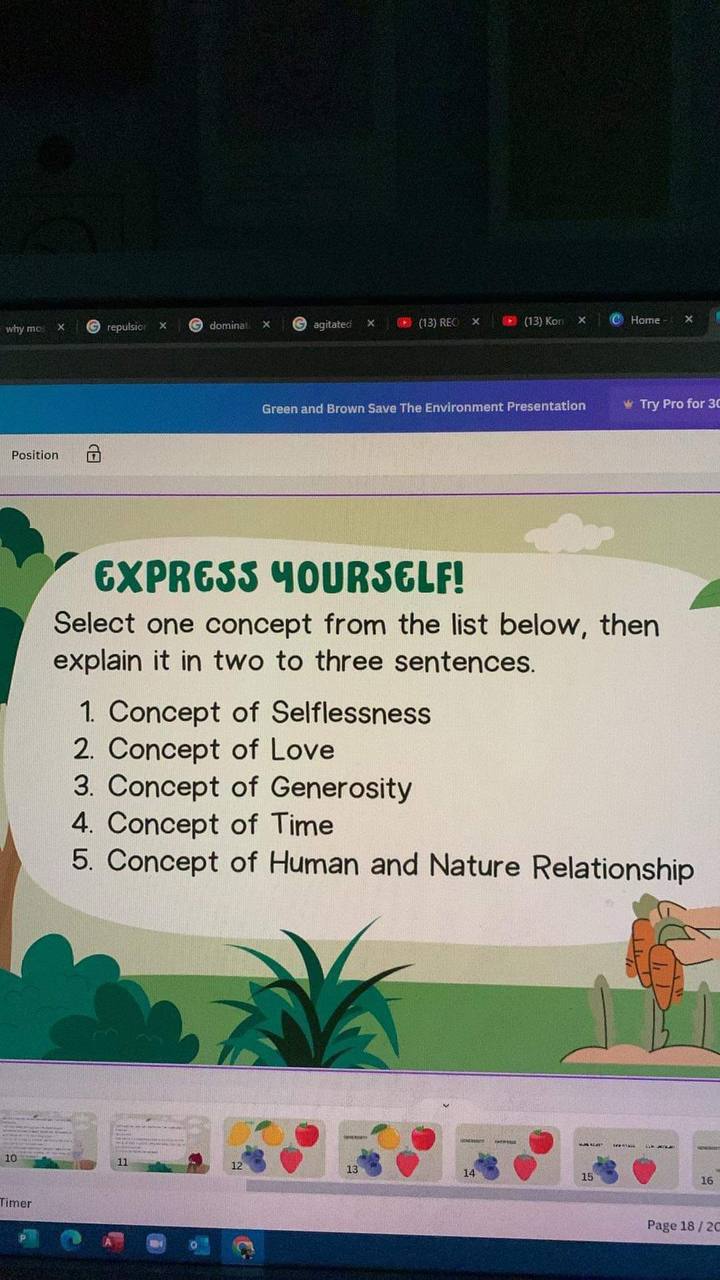 why mos
repulsion
dominat
agitated
(13) REC
(13) Kor
Home -
Green and Brown Save The Environment Presentation
Try Pro for 30
Position
EXPRESS YOURSELF!
Select one concept from the list below, then
explain it in two to three sentences.
1. Concept of Selflessness
2. Concept of Love
3. Concept of Generosity
4. Concept of Time
5. Concept of Human and Nature Relationship
10
11
12
13
14
15
16
Timer
Page 18 / 20